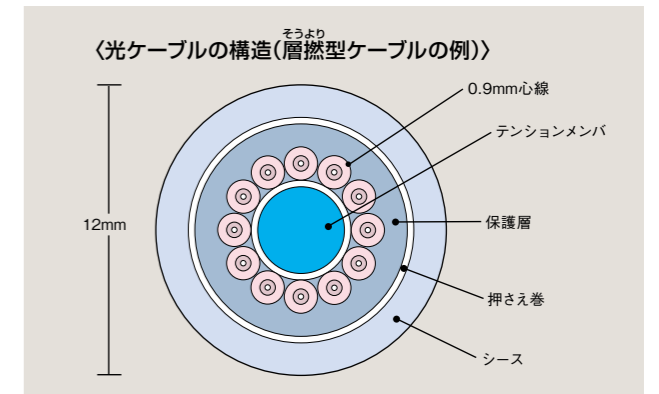 そうより
〈光ケーブルの構造（層撚型ケーブルの例）〉
0.9mm心線
テンションメンバ
12mm
保護層
押さえ巻
シース